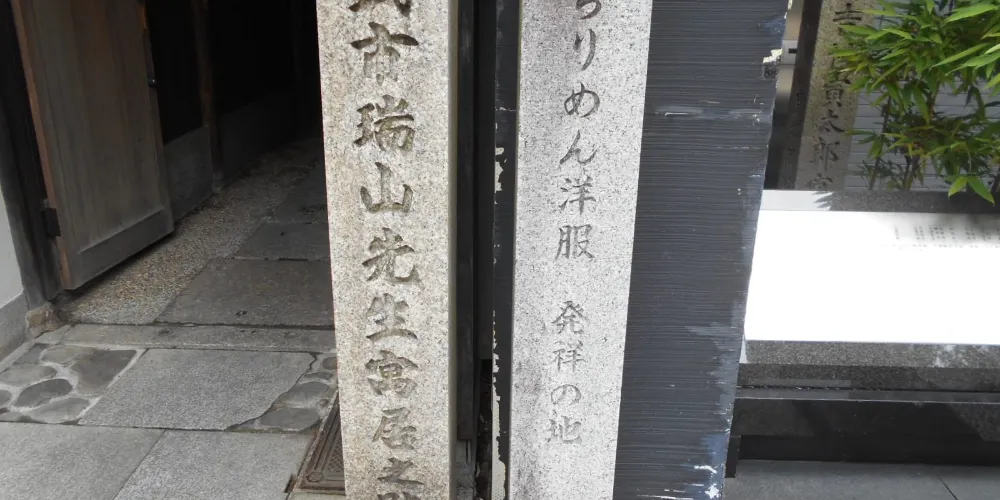 武市瑞山先生寓居之跡
ちりめん洋服 発祥の地